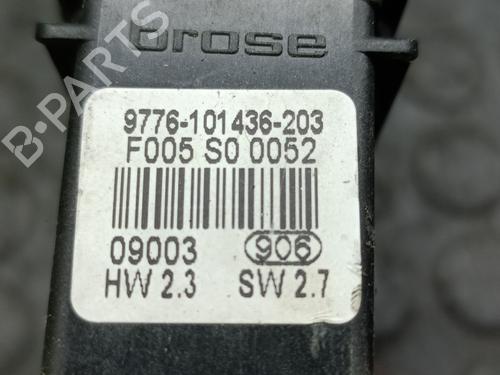 brose
9776-101436-203
F005 S0 0052
09003 906
HW 2.3 SW 2.7
B-PARTS